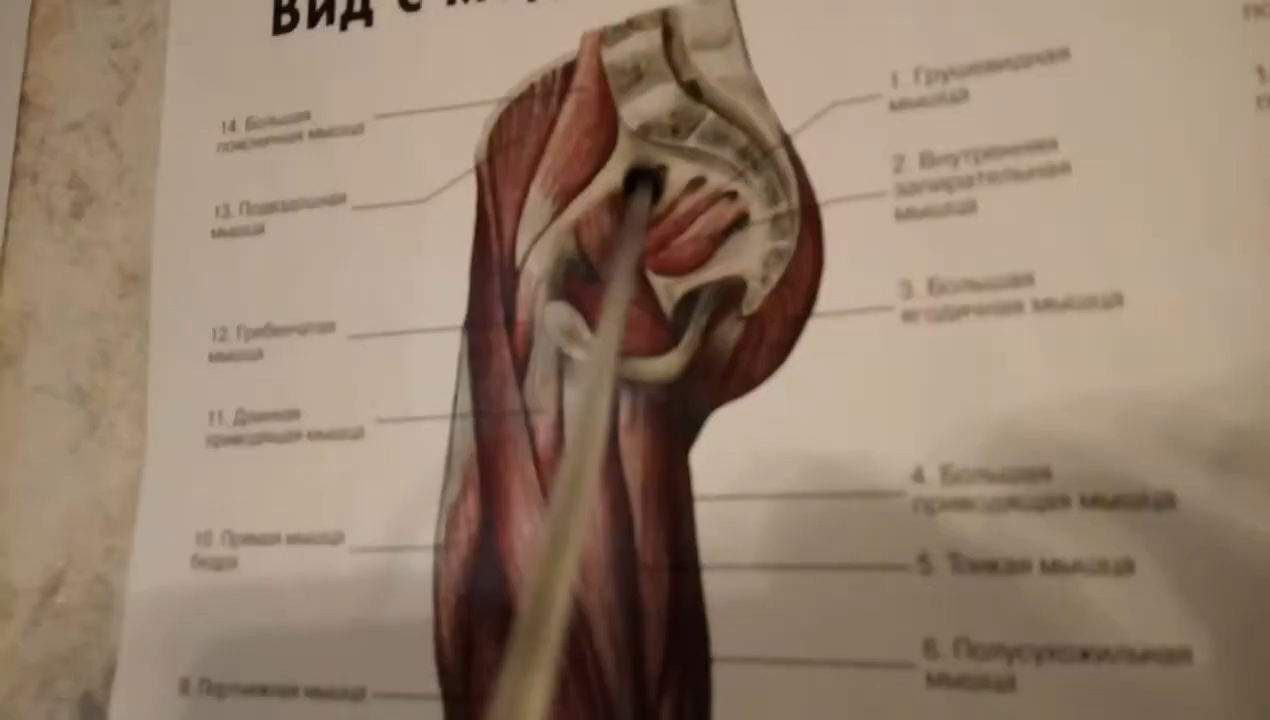 Вид с
14. Большая
поясничная мышца
13. Подвздошная
мышца
12. Гребенчатая
мышца
11. Длинная
приводящая мышца
10. Прямая мышца
бедра
9. Портняжная мышца
1. Грушевидная
мышца
2. Внутренняя
запирательная
мышца
3. Большая
ягодичная мышца
4. Большая
приводящая мышца
5. Тонкая мышца
6. Полусухожильная
мышца